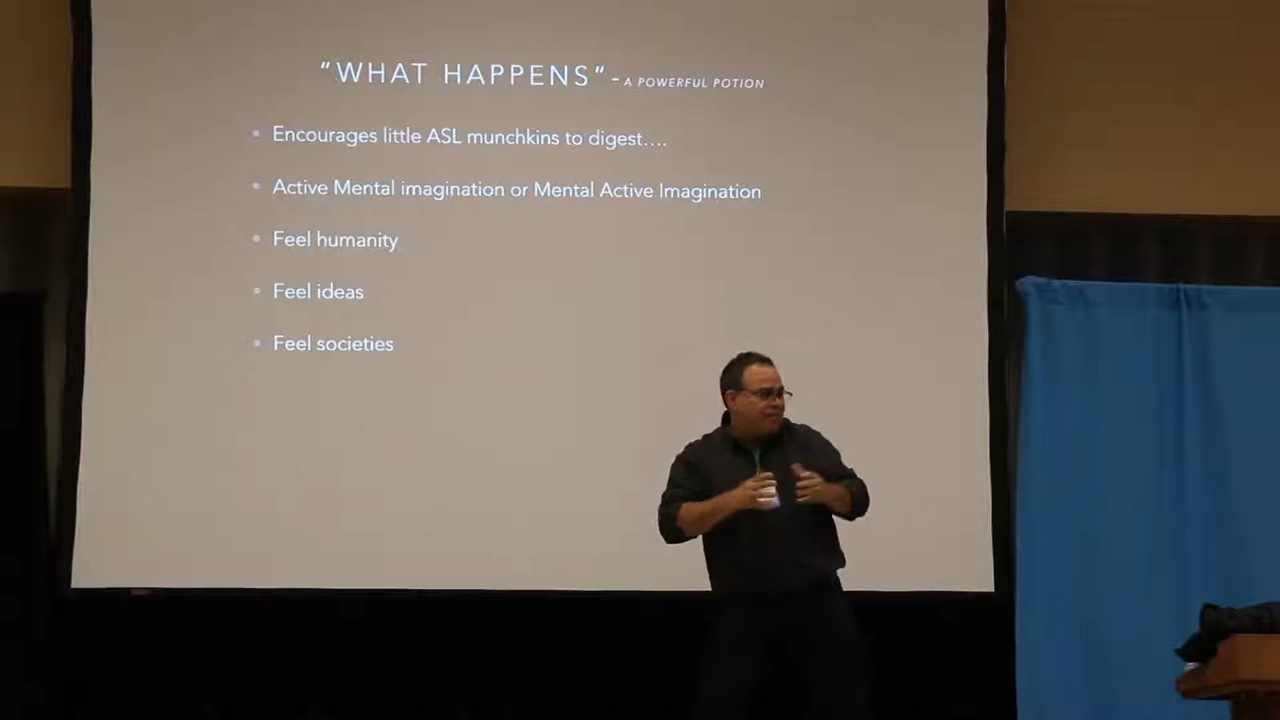 "WHAT HAPPENS" - A POWERFUL POTION
• Encourages little ASL munchkins to digest....
• Active Mental imagination or Mental Active Imagination
• Feel humanity
• Feel ideas
• Feel societies